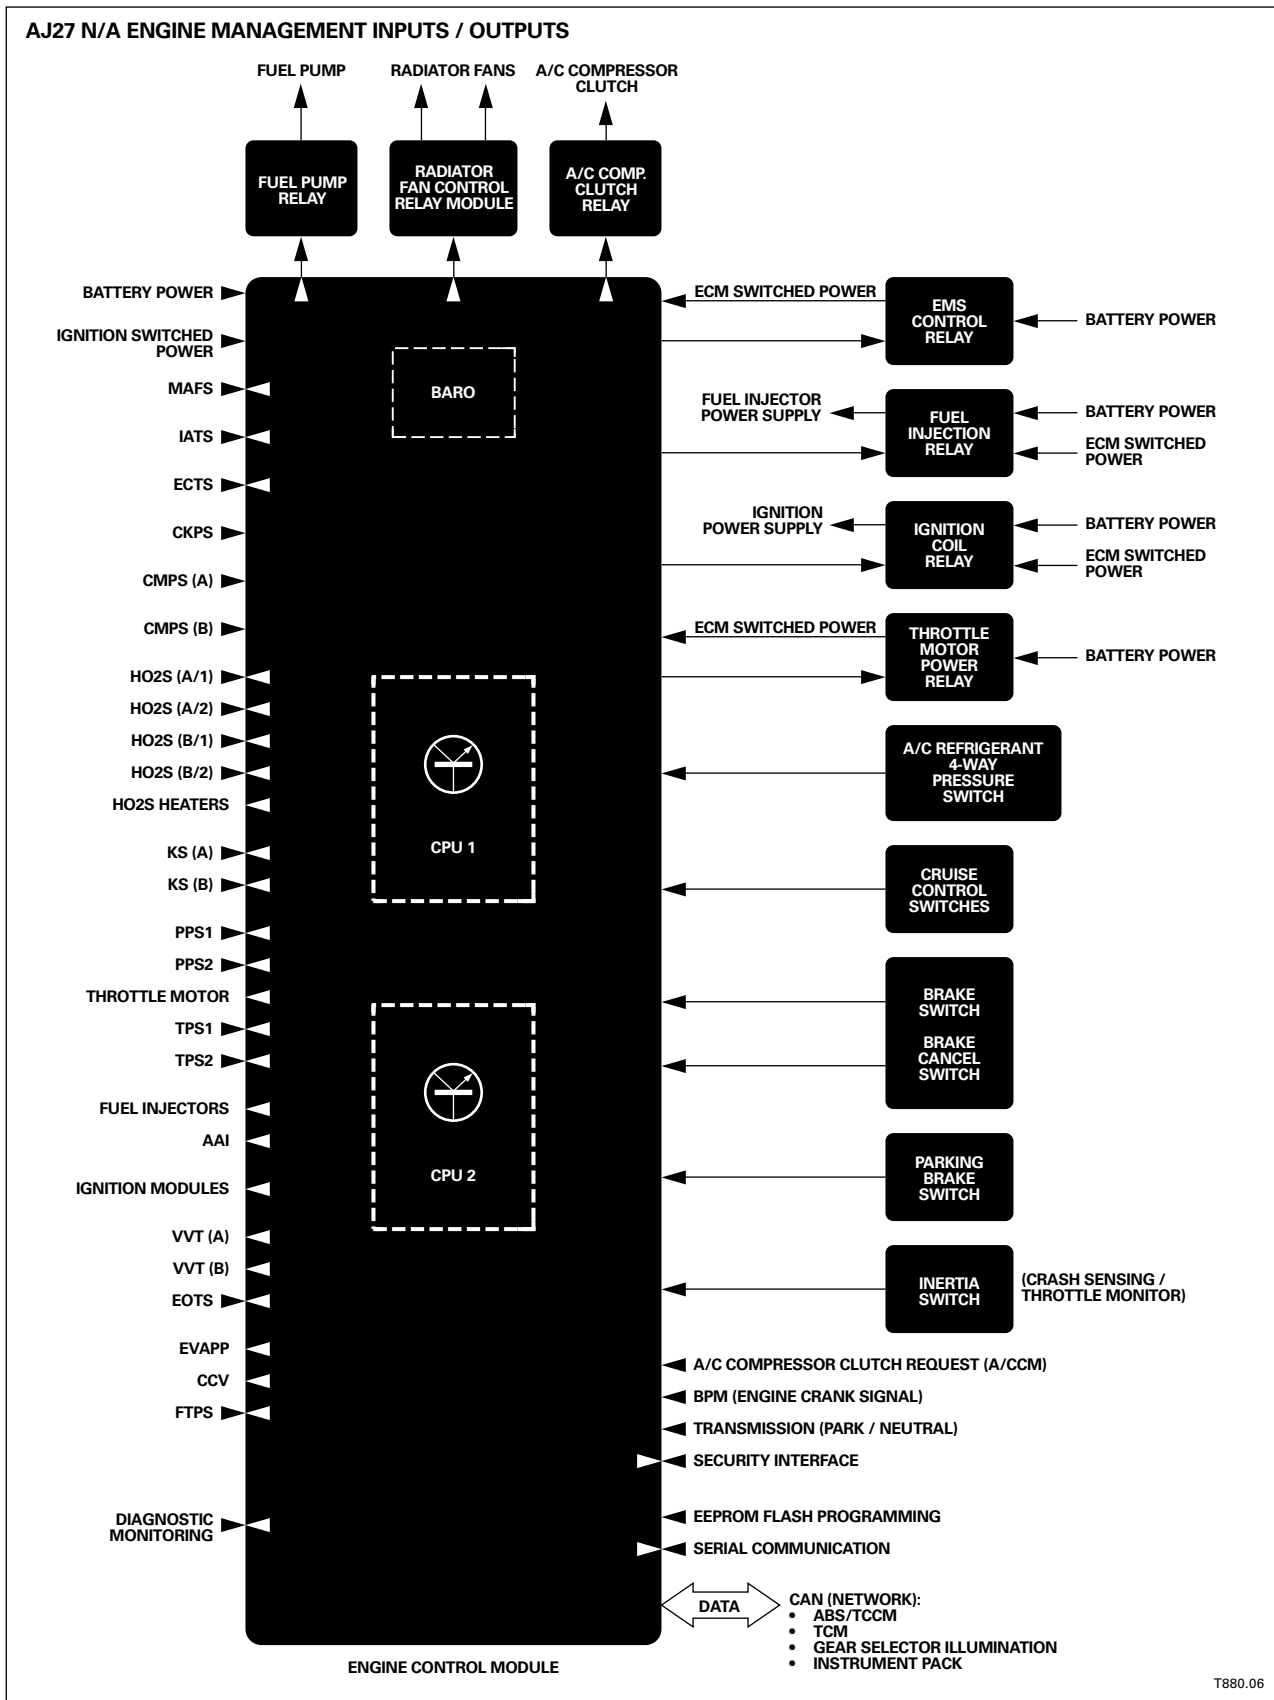 AJ27 N/A ENGINE MANAGEMENT INPUTS / OUTPUTS
FUEL PUMP
RADIATOR FANS
A/C COMPRESSOR
CLUTCH
FUEL PUMP
RELAY
RADIATOR
FAN CONTROL
RELAY MODULE
A/C COMP.
CLUTCH
RELAY
BATTERY POWER
IGNITION SWITCHED
POWER
MAFS
IATS
ECTS
CKPS
CMPS (A)
CMPS (B)
HO2S (A/1)
HO2S (A/2)
HO2S (B/1)
HO2S (B/2)
HO2S HEATERS
KS (A)
KS (B)
PPS1
PPS2
THROTTLE MOTOR
TPS1
TPS2
FUEL INJECTORS
AAI
IGNITION MODULES
VVT (A)
VVT (B)
EOTS
EVAPP
CCV
FTPS
DIAGNOSTIC
MONITORING
BARO
CPU 1
CPU 2
ECM SWITCHED POWER
EMS
CONTROL
RELAY
BATTERY POWER
FUEL INJECTOR
POWER SUPPLY
FUEL
INJECTION
RELAY
BATTERY POWER
ECM SWITCHED
POWER
IGNITION
POWER SUPPLY
IGNITION
COIL
RELAY
BATTERY POWER
ECM SWITCHED
POWER
ECM SWITCHED POWER
THROTTLE
MOTOR
POWER
RELAY
BATTERY POWER
A/C REFRIGERANT
4-WAY
PRESSURE
SWITCH
CRUISE
CONTROL
SWITCHES
BRAKE
SWITCH
BRAKE
CANCEL
SWITCH
PARKING
BRAKE
SWITCH
INERTIA
SWITCH
(CRASH SENSING /
THROTTLE MONITOR)
A/C COMPRESSOR CLUTCH REQUEST (A/CCM)
BPM (ENGINE CRANK SIGNAL)
TRANSMISSION (PARK / NEUTRAL)
SECURITY INTERFACE
EEPROM FLASH PROGRAMMING
SERIAL COMMUNICATION
DATA
CAN (NETWORK):
• ABS/TCCM
• TCM
• GEAR SELECTOR ILLUMINATION
• INSTRUMENT PACK
ENGINE CONTROL MODULE
T880.06